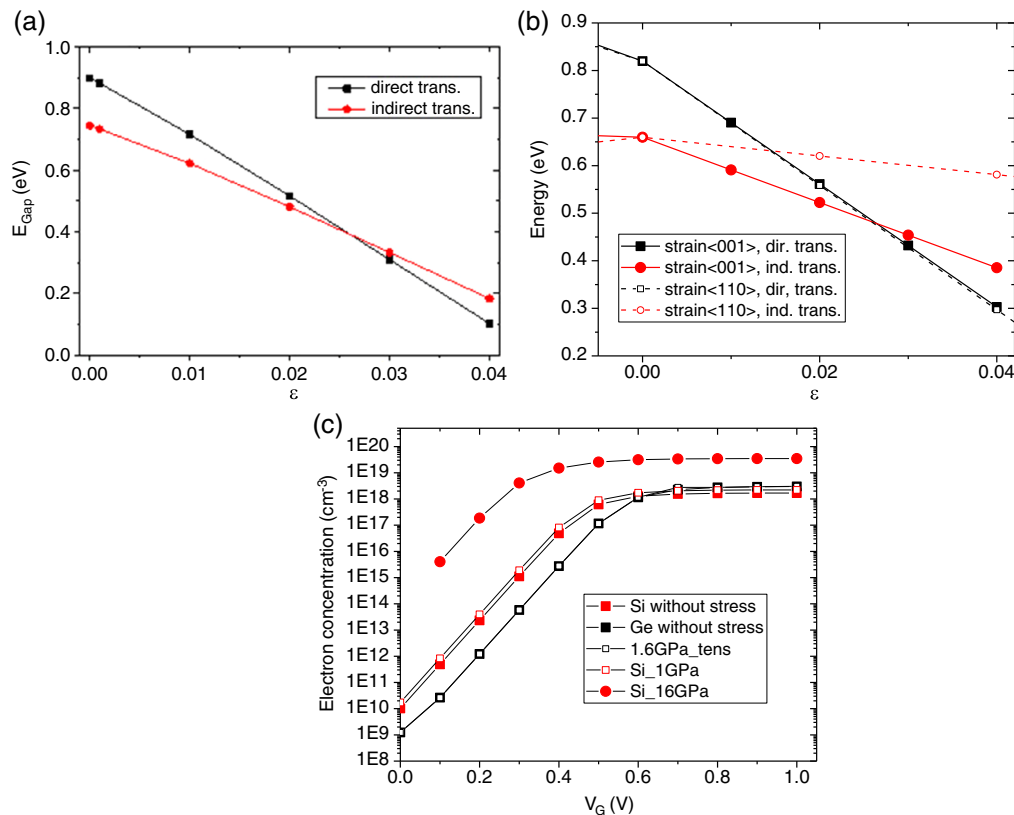 (a)
1.0
0.8
0.6
0.4
0.2
0.0
E_Gap (eV)
direct trans.
indirect trans.
0.00 0.01 0.02 0.03 0.04
ε
(b)
0.9
0.8
0.7
0.6
0.5
0.4
0.3
0.2
Energy (eV)
strain<001>, dir. trans.
strain<001>, ind. trans.
strain<110>, dir, trans.
strain<110>, ind. trans.
0.00 0.02 0.04
ε
(c)
1E20
1E19
1E18
1E17
1E16
1E15
1E14
1E13
1E12
1E11
1E10
1E9
1E8
Electron concentration (cm⁻³)
Si without stress
Ge without stress
1.6GPa_tens
Si_1GPa
Si_16GPa
0.0 0.2 0.4 0.6 0.8 1.0
V_G (V)